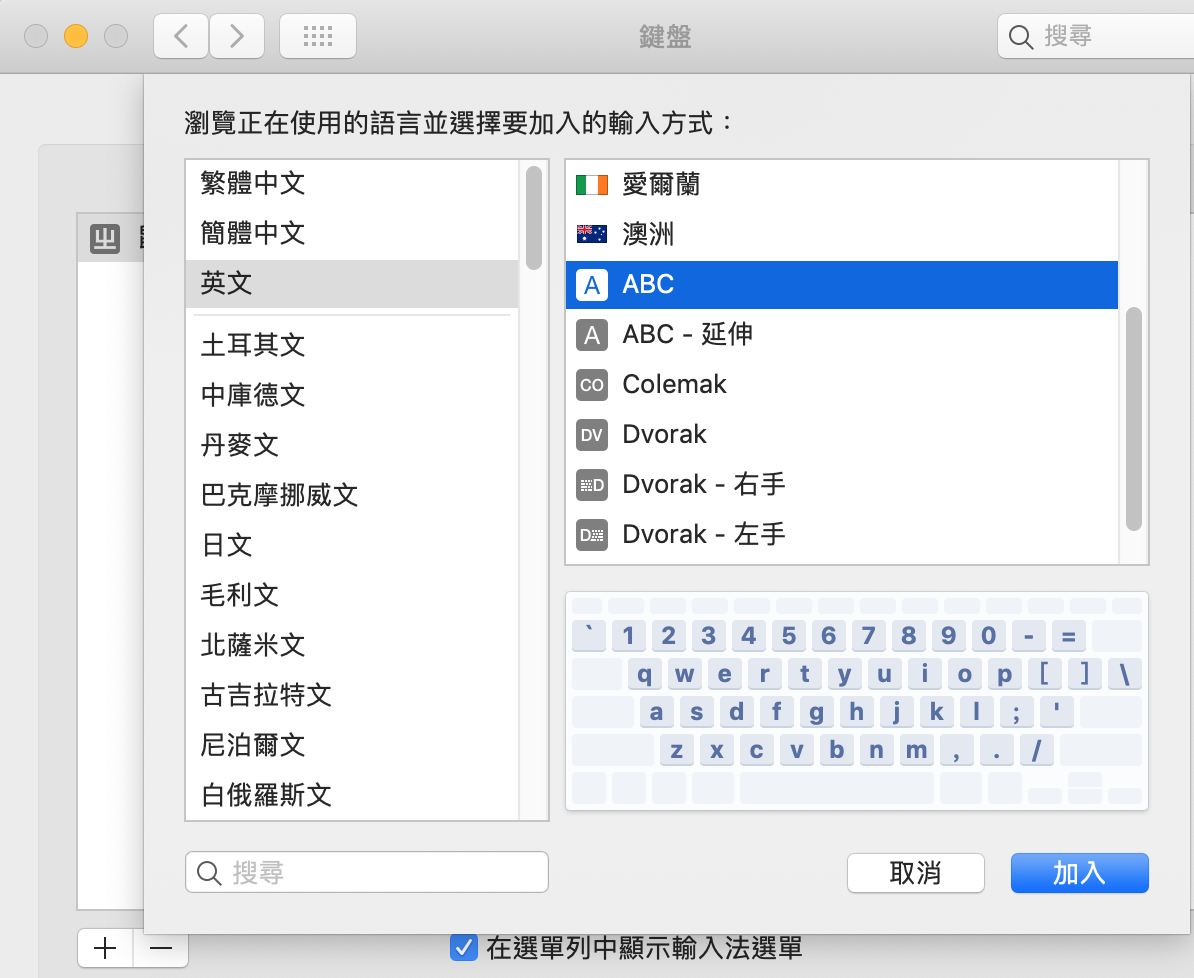 鍵盤
搜尋
瀏覽正在使用的語言並選擇要加入的輸入方式：
繁體中文
簡體中文
英文
土耳其文
中庫德文
丹麥文
巴克摩挪威文
日文
毛利文
北薩米文
古吉拉特文
尼泊爾文
白俄羅斯文
愛爾蘭
澳洲
A ABC
A ABC - 延伸
CO Colemak
DV Dvorak
D Dvorak - 右手
D Dvorak - 左手
` 1 2 3 4 5 6 7 8 9 0 - =
q w e r t y u i o p [ ] \
a s d f g h j k l ; '
z x c v b n m , . /
搜尋
取消
加入
在選單列中顯示輸入法選單